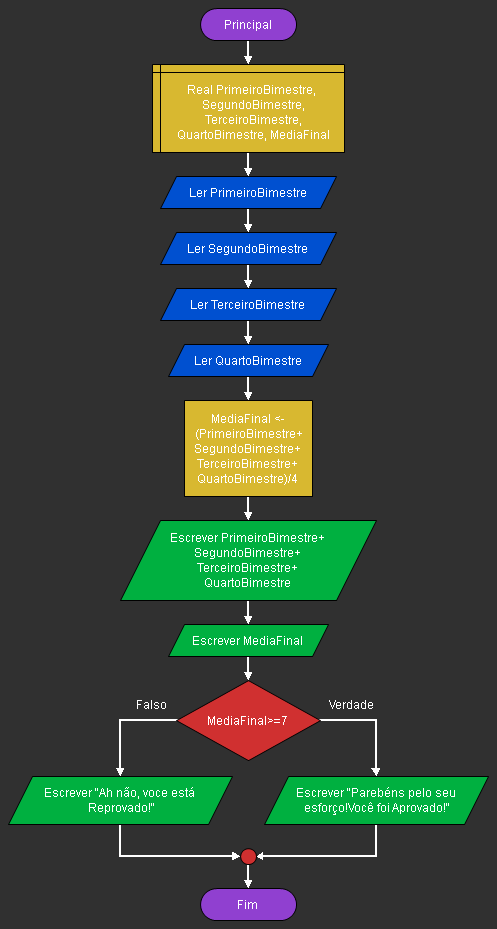 Principal
Real PrimeiroBimestre,
SegundoBimestre,
TerceiroBimestre,
QuartoBimestre, MediaFinal
Ler PrimeiroBimestre
Ler SegundoBimestre
Ler TerceiroBimestre
Ler QuartoBimestre
MediaFinal <-
(PrimeiroBimestre+
SegundoBimestre+
TerceiroBimestre+
QuartoBimestre)/4
Escrever PrimeiroBimestre+
SegundoBimestre+
TerceiroBimestre+
QuartoBimestre
Escrever MediaFinal
MediaFinal>=7
Falso
Verdade
Escrever "Ah não, voce está
Reprovado!"
Escrever "Parebéns pelo seu
esforço!Você foi Aprovado!"
Fim